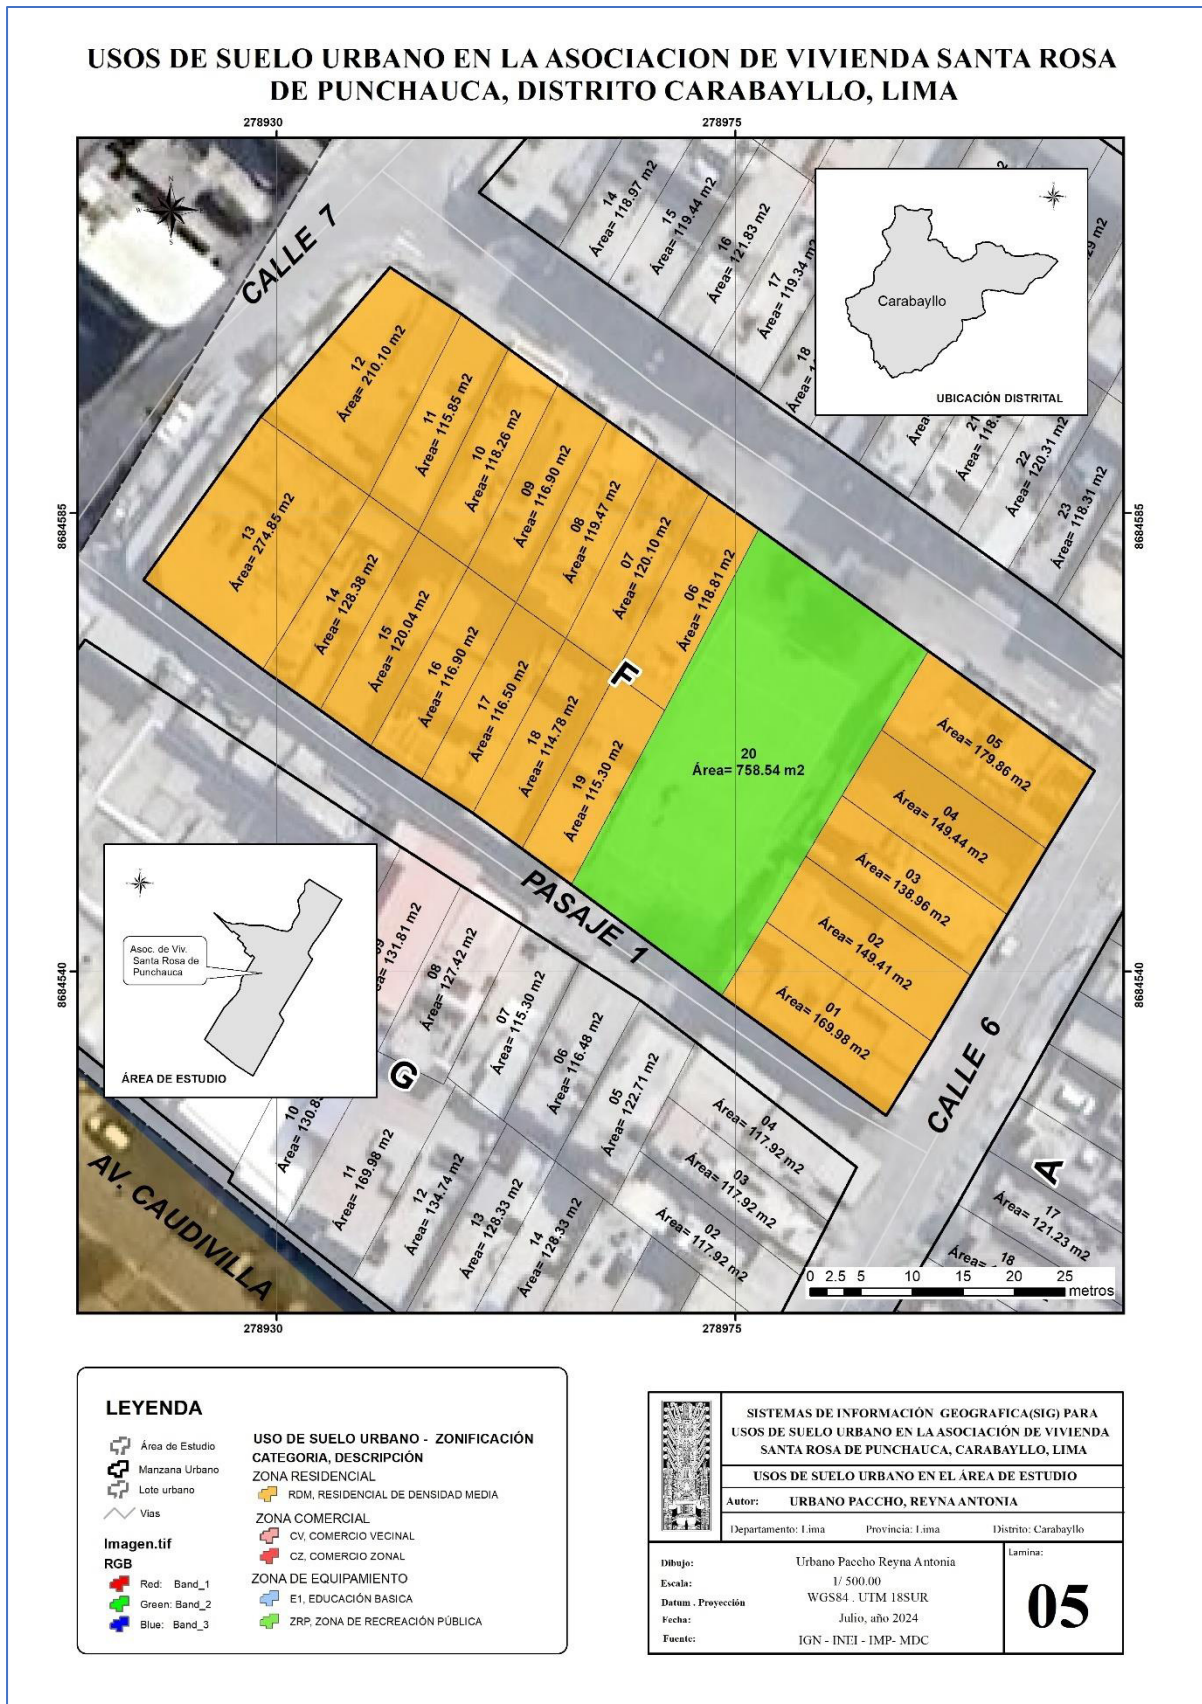 USOS DE SUELO URBANO EN LA ASOCIACION DE VIVIENDA SANTA ROSA
DE PUNCHAUCA, DISTRITO CARABAYLLO, LIMA
278930
278975
8684585
8684585
8684540
8684540
278930
278975
CALLE 7
14
Área= 118.97 m2
15
Área= 119.44 m2
16
Área= 121.83 m2
17
Área= 119.34 m2
18
Carabayllo
UBICACIÓN DISTRITAL
21
22
Área= 120.31 m2
23
Área= 118.31 m2
12
Área= 210.10 m2
11
Área= 115.85 m2
10
Área= 118.26 m2
09
Área= 116.90 m2
08
Área= 119.47 m2
07
Área= 120.10 m2
06
Área= 118.81 m2
13
Área= 274.85 m2
14
Área= 128.38 m2
15
Área= 120.04 m2
16
Área= 116.90 m2
17
Área= 116.50 m2
18
Área= 114.78 m2
19
Área= 115.30 m2
F
20
Área= 758.54 m2
05
Área= 179.86 m2
04
Área= 149.44 m2
03
Área= 138.96 m2
02
Área= 149.41 m2
01
Área= 169.98 m2
PASAJE 1
CALLE 6
Asoc. de Viv.
Santa Rosa de
Punchauca
ÁREA DE ESTUDIO
131.81 m2
08
Área= 127.42 m2
07
Área= 115.30 m2
06
Área= 116.48 m2
05
Área= 122.71 m2
04
Área= 117.92 m2
03
Área= 117.92 m2
02
Área= 117.92 m2
G
10
11
Área= 169.98 m2
12
Área= 134.74 m2
13
Área= 128.33 m2
14
Área= 128.33 m2
A
17
Área= 121.23 m2
18
AV. CAUDIVILLA
0 2.5 5 10 15 20 25
metros
LEYENDA
Área de Estudio
Manzana Urbano
Lote urbano
Vias
Imagen.tif
RGB
Red: Band_1
Green: Band_2
Blue: Band_3
USO DE SUELO URBANO - ZONIFICACIÓN
CATEGORIA, DESCRIPCIÓN
ZONA RESIDENCIAL
RDM, RESIDENCIAL DE DENSIDAD MEDIA
ZONA COMERCIAL
CV, COMERCIO VECINAL
CZ, COMERCIO ZONAL
ZONA DE EQUIPAMIENTO
E1, EDUCACIÓN BASICA
ZRP, ZONA DE RECREACIÓN PÚBLICA
SISTEMAS DE INFORMACIÓN GEOGRAFICA(SIG) PARA
USOS DE SUELO URBANO EN LA ASOCIACIÓN DE VIVIENDA
SANTA ROSA DE PUNCHAUCA, CARABAYLLO, LIMA
USOS DE SUELO URBANO EN EL ÁREA DE ESTUDIO
Autor: URBANO PACCHO, REYNA ANTONIA
Departamento: Lima Provincia: Lima Distrito: Carabayllo
Dibujo: Urbano Paccho Reyna Antonia
Escala: 1/ 500.00
Datum . Proyección WGS84 . UTM 18SUR
Fecha: Julio, año 2024
Fuente: IGN - INEI - IMP- MDC
Lamina:
05